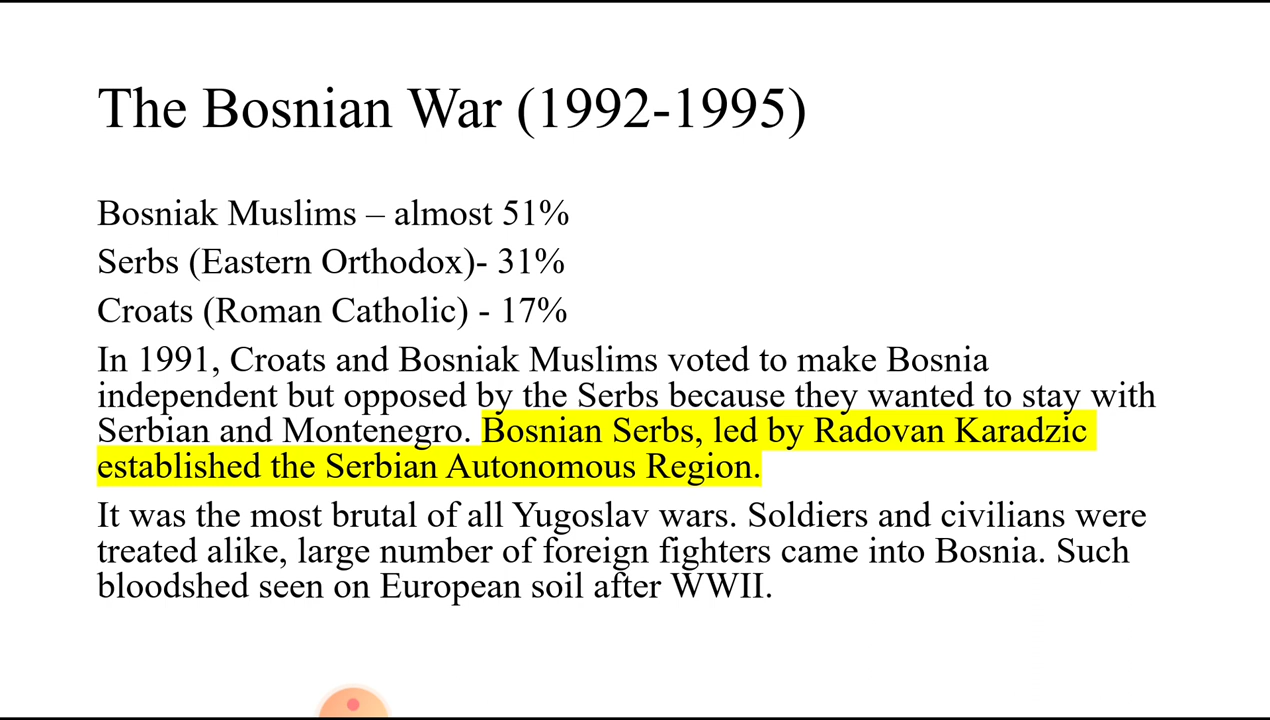 The Bosnian War (1992-1995)
Bosniak Muslims – almost 51%
Serbs (Eastern Orthodox)- 31%
Croats (Roman Catholic) - 17%
In 1991, Croats and Bosniak Muslims voted to make Bosnia
independent but opposed by the Serbs because they wanted to stay with
Serbian and Montenegro. Bosnian Serbs, led by Radovan Karadzic
established the Serbian Autonomous Region.
It was the most brutal of all Yugoslav wars. Soldiers and civilians were
treated alike, large number of foreign fighters came into Bosnia. Such
bloodshed seen on European soil after WWII.